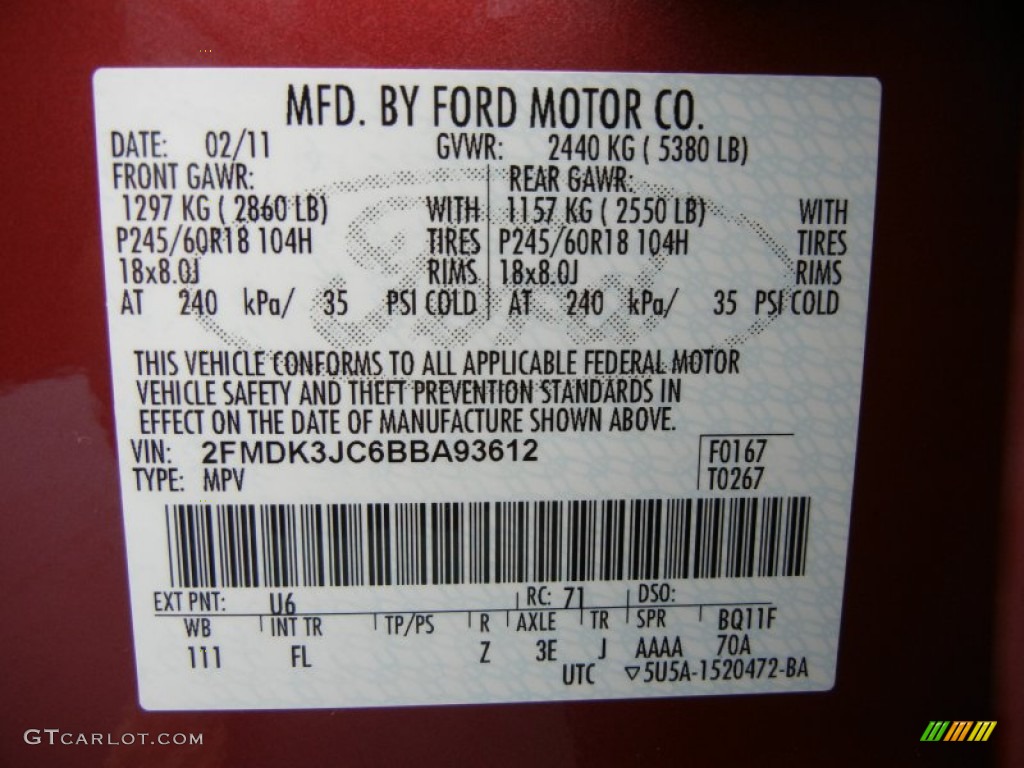 MFD. BY FORD MOTOR CO.
DATE: 02/11 GVWR: 2440 KG ( 5380 LB)
FRONT GAWR: REAR GAWR:
1297 KG ( 2860 LB) WITH 1157 KG ( 2550 LB) WITH
P245/60R18 104H TIRES P245/60R18 104H TIRES
18x8.0J RIMS 18x8.0J RIMS
AT 240 kPa/ 35 PSI COLD AT 240 kPa/ 35 PSI COLD
THIS VEHICLE CONFORMS TO ALL APPLICABLE FEDERAL MOTOR
VEHICLE SAFETY AND THEFT PREVENTION STANDARDS IN
EFFECT ON THE DATE OF MANUFACTURE SHOWN ABOVE.
VIN: 2FMDK3JC6BBA93612 F0167
TYPE: MPV T0267
EXT PNT: U6 RC: 71 DSO:
WB INT TR TP/PS R AXLE TR SPR BQ11F
111 FL Z 3E J AAAA 70A
UTC ▽5U5A-1520472-BA
Ford
GTCARLOT.COM